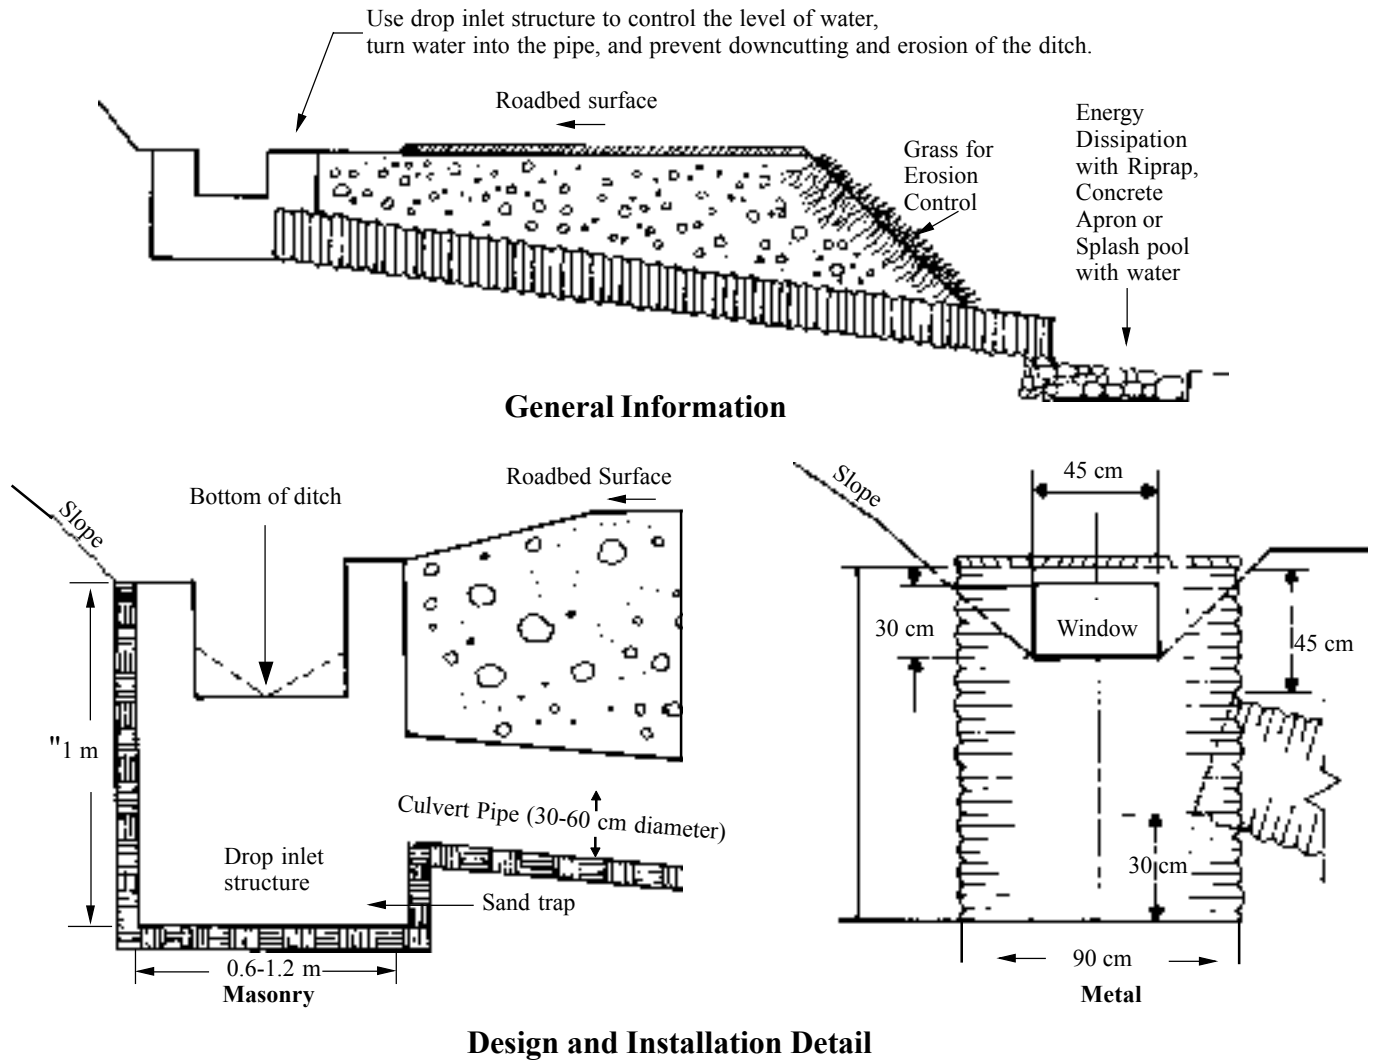 Use drop inlet structure to control the level of water,
turn water into the pipe, and prevent downcutting and erosion of the ditch.
Roadbed surface
Grass for
Erosion
Control
Energy
Dissipation
with Riprap,
Concrete
Apron or
Splash pool
with water
General Information
Slope
Bottom of ditch
Roadbed Surface
"1 m
Culvert Pipe (30-60 cm diameter)
Drop inlet
structure
Sand trap
0.6-1.2 m
Masonry
Slope
45 cm
30 cm
Window
45 cm
30 cm
90 cm
Metal
Design and Installation Detail